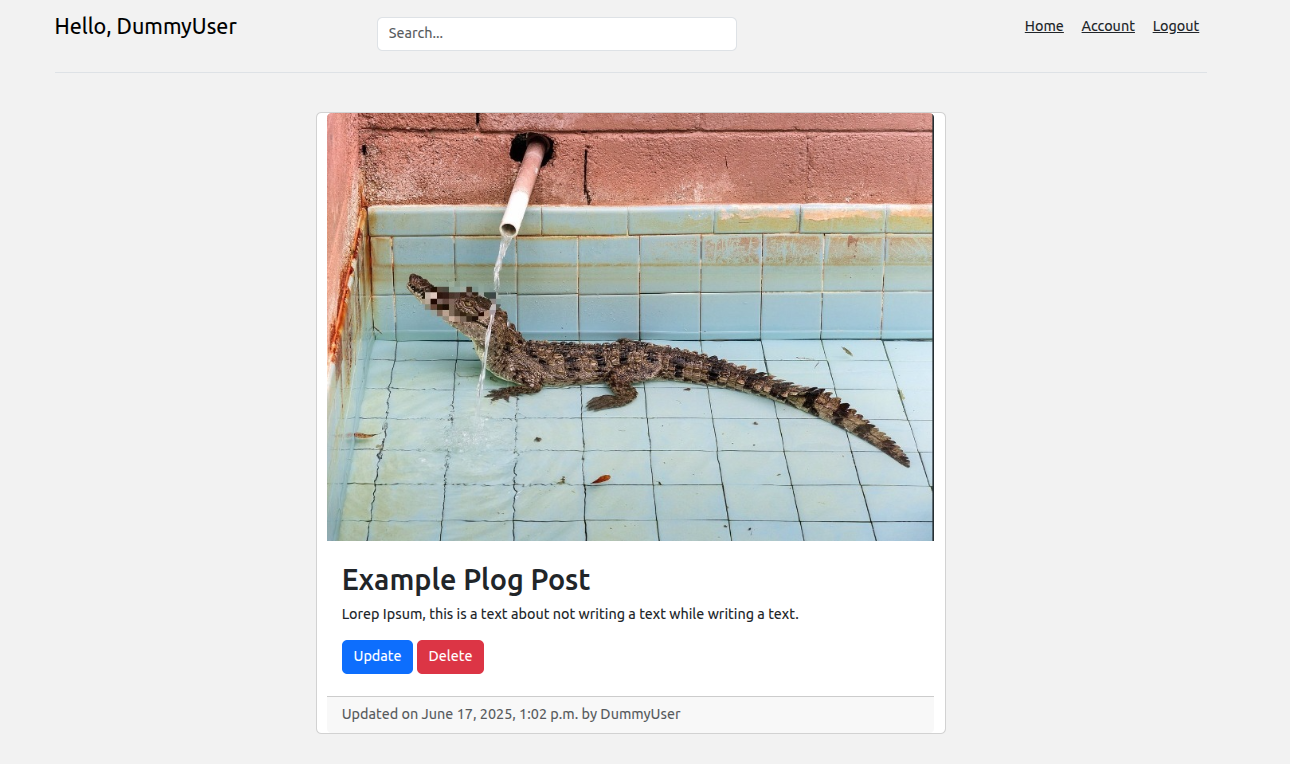 Hello, DummyUser
Search...
Home Account Logout
Example Plog Post
Lorep Ipsum, this is a text about not writing a text while writing a text.
Update Delete
Updated on June 17, 2025, 1:02 p.m. by DummyUser